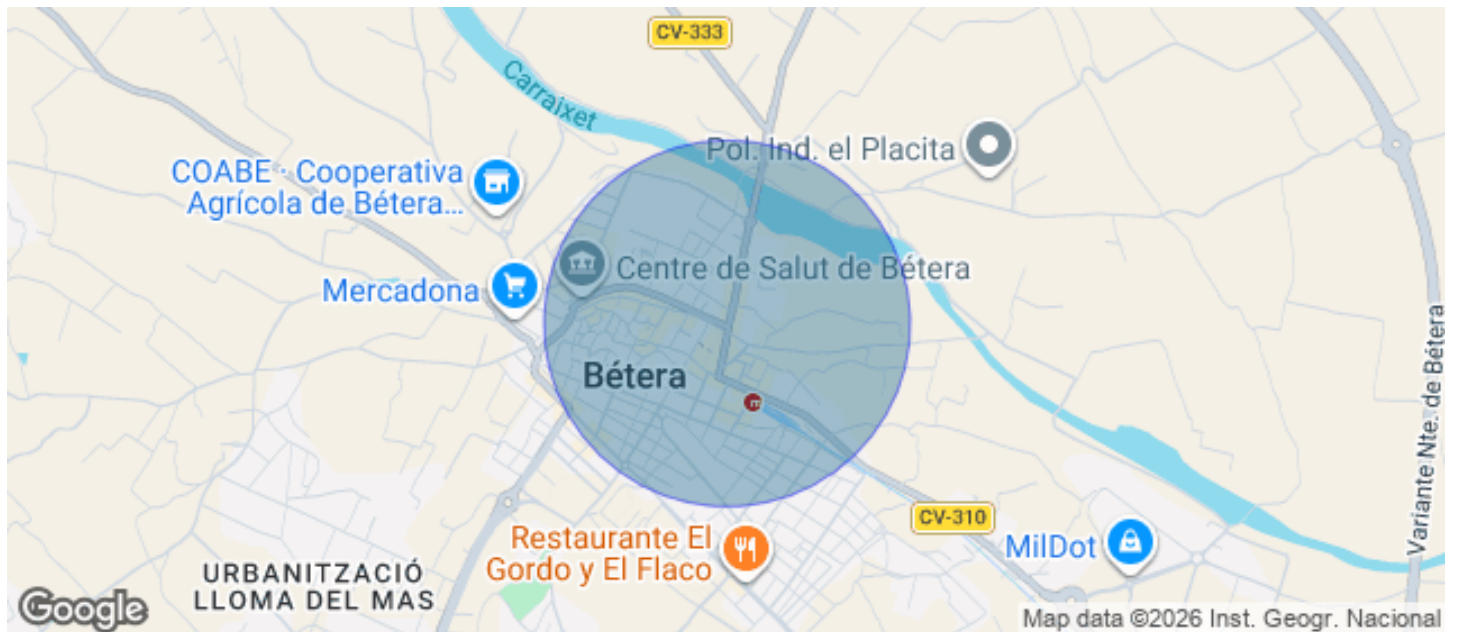 CV-333
Carraixet
Pol. Ind. el Placita
COABE - Cooperativa
Agrícola de Bétera...
Centre de Salut de Bétera
Mercadona
Variante Nte. de Bétera
Bétera
CV-310
Restaurante El
Gordo y El Flaco
MilDot
URBANITZACIÓ
LLOMA DEL MAS
Google
Map data ©2026 Inst. Geogr. Nacional